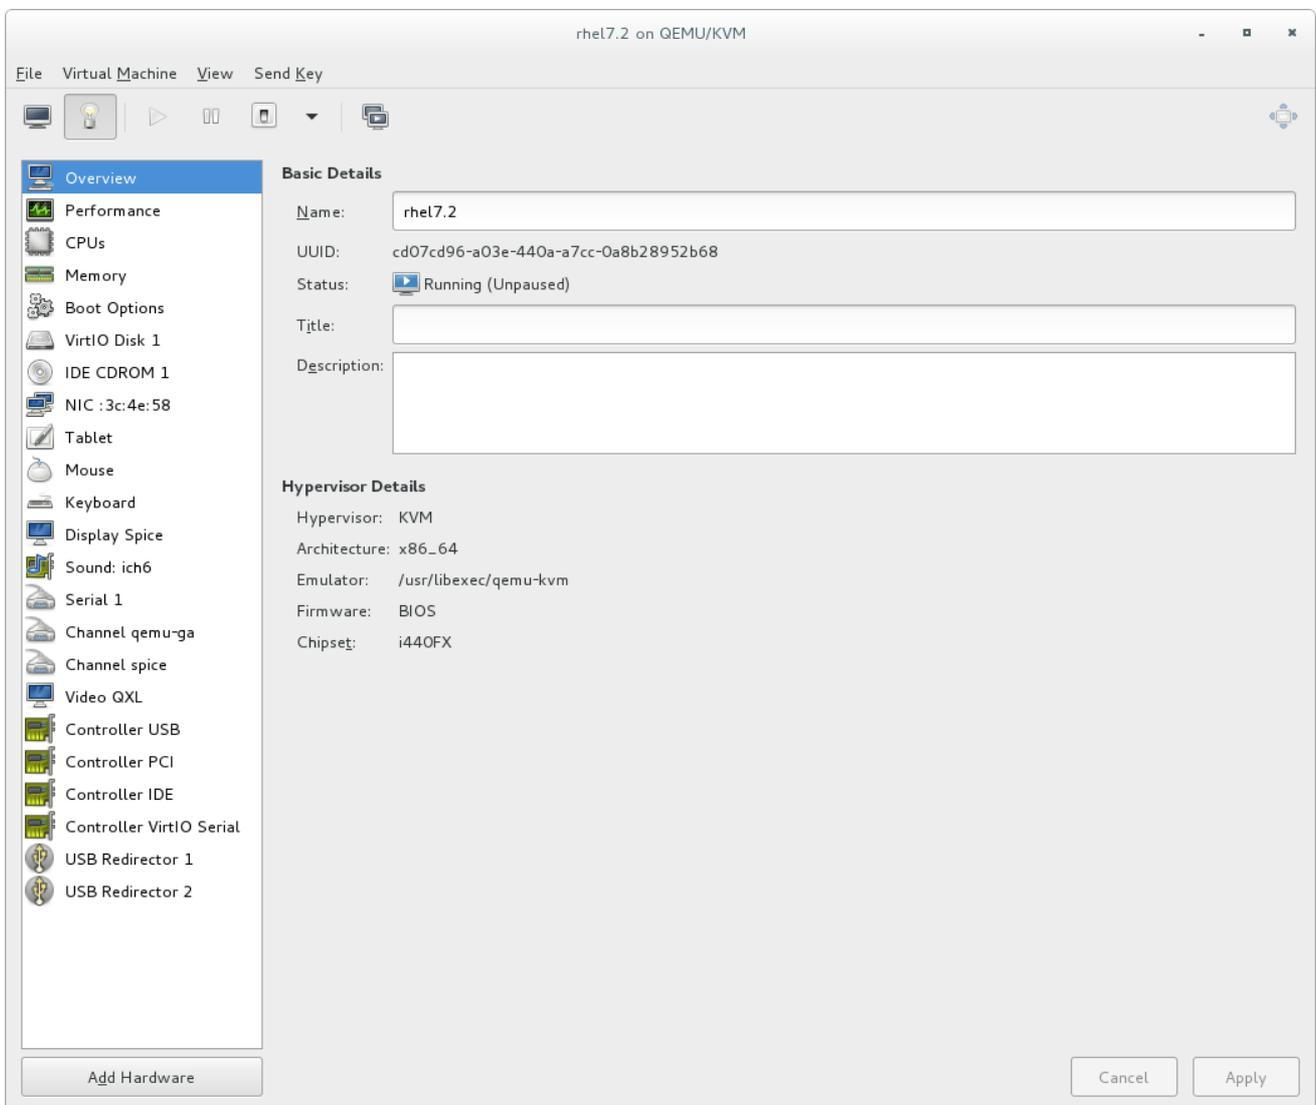 rhel7.2 on QEMU/KVM
File Virtual Machine View Send Key
Overview
Performance
CPUs
Memory
Boot Options
VirtIO Disk 1
IDE CDROM 1
NIC :3c:4e:58
Tablet
Mouse
Keyboard
Display Spice
Sound: ich6
Serial 1
Channel qemu-ga
Channel spice
Video QXL
Controller USB
Controller PCI
Controller IDE
Controller VirtIO Serial
USB Redirector 1
USB Redirector 2
Add Hardware
Basic Details
Name: rhel7.2
UUID: cd07cd96-a03e-440a-a7cc-0a8b28952b68
Status: Running (Unpaused)
Title:
Description:
Hypervisor Details
Hypervisor: KVM
Architecture: x86_64
Emulator: /usr/libexec/qemu-kvm
Firmware: BIOS
Chipset: i440FX
Cancel Apply